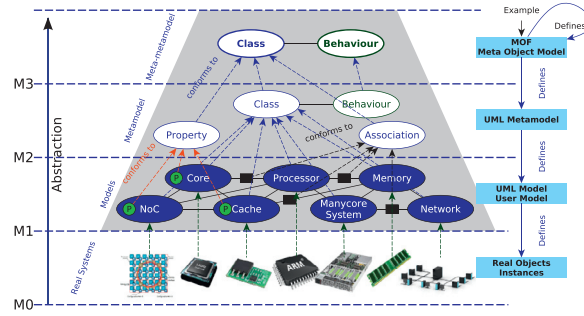 Abstraction
M3
M2
M1
M0
Meta-metamodel
Metamodel
Models
Real Systems
Class
Behaviour
conforms to
Class
Behaviour
Property
conforms to
Association
conforms to
P
Core
Processor
Memory
P
NoC
P
Cache
Manycore
System
Network
ARM
Example
Defines
MOF
Meta Object Model
Defines
UML Metamodel
Defines
UML Model
User Model
Defines
Real Objects
Instances